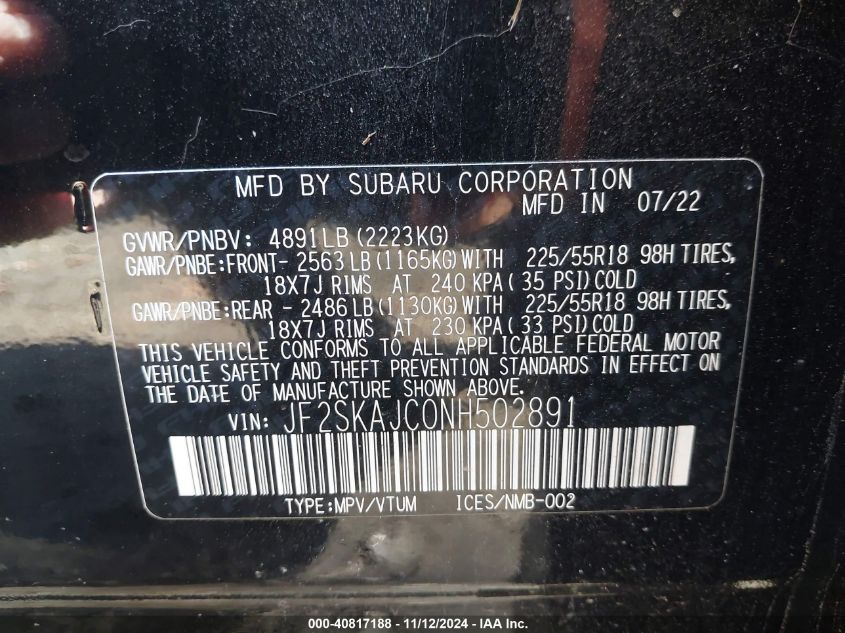 MFD BY SUBARU CORPORATION
MFD IN 07/22
GVWR/PNBV: 4891LB (2223KG)
GAWR/PNBE:FRONT- 2563LB (1165KG)WITH 225/55R18 98H TIRES,
18X7J RIMS AT 240 KPA( 35 PSI)COLD
GAWR/PNBE:REAR - 2486LB (1130KG)WITH 225/55R18 98H TIRES,
18X7J RIMS AT 230 KPA( 33 PSI)COLD
THIS VEHICLE CONFORMS TO ALL APPLICABLE FEDERAL MOTOR
VEHICLE SAFETY AND THEFT PREVENTION STANDARDS IN EFFECT ON
THE DATE OF MANUFACTURE SHOWN ABOVE.
VIN: JF2SKAJC0NH502891
TYPE:MPV/VTUM ICES/NMB-002
000-40817188 - 11/12/2024 - IAA Inc.